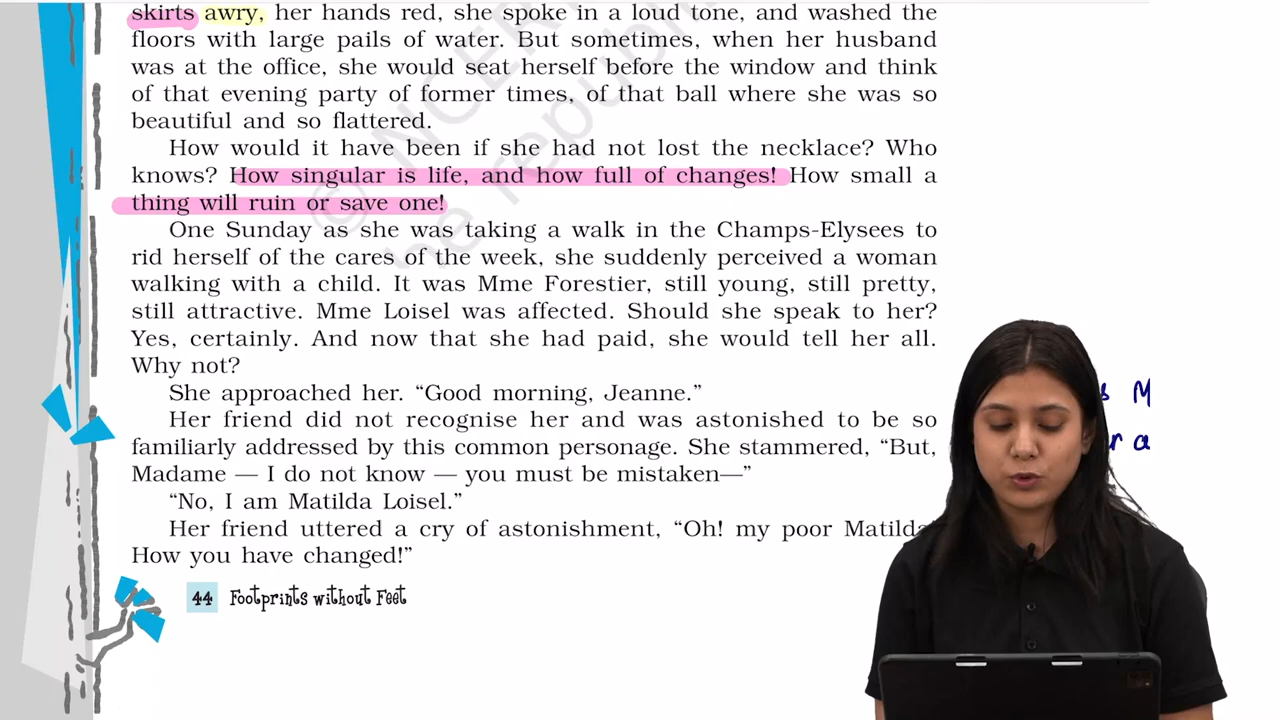 skirts awry, her hands red, she spoke in a loud tone, and washed the
floors with large pails of water. But sometimes, when her husband
was at the office, she would seat herself before the window and think
of that evening party of former times, of that ball where she was so
beautiful and so flattered.
How would it have been if she had not lost the necklace? Who
knows? How singular is life, and how full of changes! How small a
thing will ruin or save one!
One Sunday as she was taking a walk in the Champs-Elysees to
rid herself of the cares of the week, she suddenly perceived a woman
walking with a child. It was Mme Forestier, still young, still pretty,
still attractive. Mme Loisel was affected. Should she speak to her?
Yes, certainly. And now that she had paid, she would tell her all.
Why not?
She approached her. “Good morning, Jeanne.”
Her friend did not recognise her and was astonished to be so
familiarly addressed by this common personage. She stammered, “But,
Madame — I do not know — you must be mistaken—”
“No, I am Matilda Loisel.”
Her friend uttered a cry of astonishment, “Oh! my poor Matilda
How you have changed!”
44 Footprints without Feet
© NCER
be republi